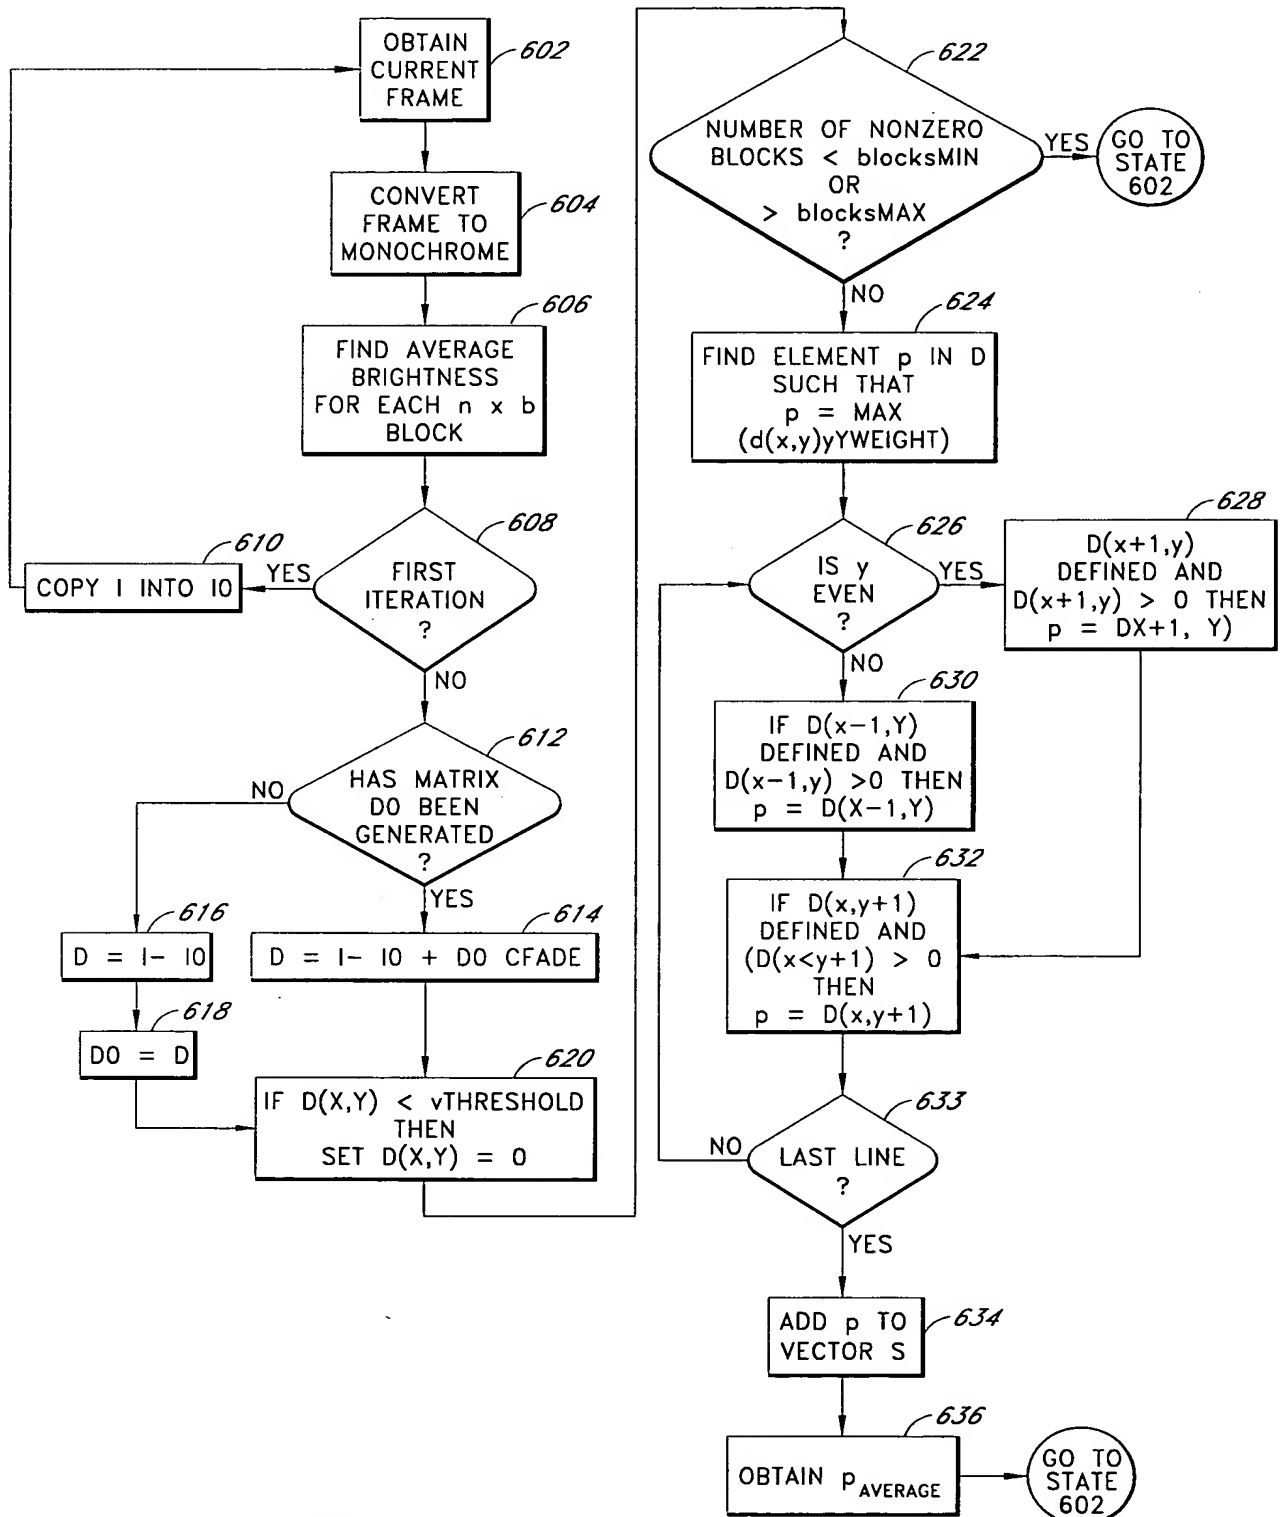 OBTAIN
CURRENT
FRAME
602
CONVERT
FRAME TO
MONOCHROME
604
606
FIND AVERAGE
BRIGHTNESS
FOR EACH n x b
BLOCK
608
FIRST
ITERATION
?
YES
610
COPY I INTO I0
NO
612
HAS MATRIX
D0 BEEN
GENERATED
?
NO
YES
616
D = I- I0
614
D = I- I0 + D0 CFADE
618
D0 = D
620
IF D(X,Y) < vTHRESHOLD
THEN
SET D(X,Y) = 0
622
NUMBER OF NONZERO
BLOCKS < blocksMIN
OR
> blocksMAX
?
YES
GO TO
STATE
602
NO
624
FIND ELEMENT p IN D
SUCH THAT
p = MAX
(d(x,y)yYWEIGHT)
626
IS y
EVEN
?
YES
628
D(x+1,y)
DEFINED AND
D(x+1,y) > 0 THEN
p = DX+1, Y)
NO
630
IF D(x-1,Y)
DEFINED AND
D(x-1,y) >0 THEN
p = D(X-1,Y)
632
IF D(x,y+1)
DEFINED AND
(D(x<y+1) > 0
THEN
p = D(x,y+1)
633
LAST LINE
?
NO
YES
ADD p TO
VECTOR S
634
636
OBTAIN pAVERAGE
GO TO
STATE
602